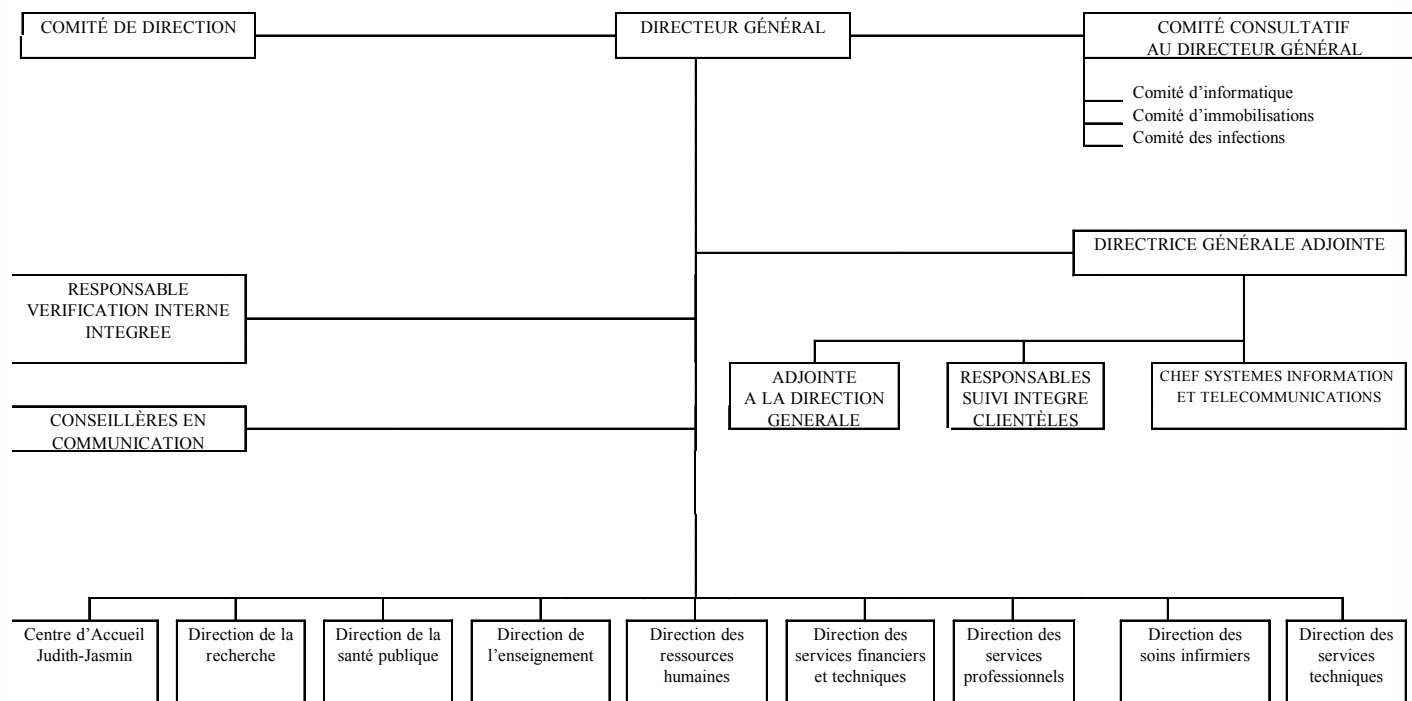 COMITÉ DE DIRECTION
DIRECTEUR GÉNÉRAL
COMITÉ CONSULTATIF
AU DIRECTEUR GÉNÉRAL
Comité d’informatique
Comité d’immobilisations
Comité des infections
DIRECTRICE GÉNÉRALE ADJOINTE
RESPONSABLE
VERIFICATION INTERNE
INTEGREE
ADJOINTE
A LA DIRECTION
GENERALE
RESPONSABLES
SUIVI INTEGRE
CLIENTÈLES
CHEF SYSTEMES INFORMATION
ET TELECOMMUNICATIONS
CONSEILLÈRES EN
COMMUNICATION
Centre d’Accueil
Judith-Jasmin
Direction de la
recherche
Direction de la
santé publique
Direction de
l’enseignement
Direction des
ressources
humaines
Direction des
services financiers
et techniques
Direction des
services
professionnels
Direction des
soins infirmiers
Direction des
services
techniques